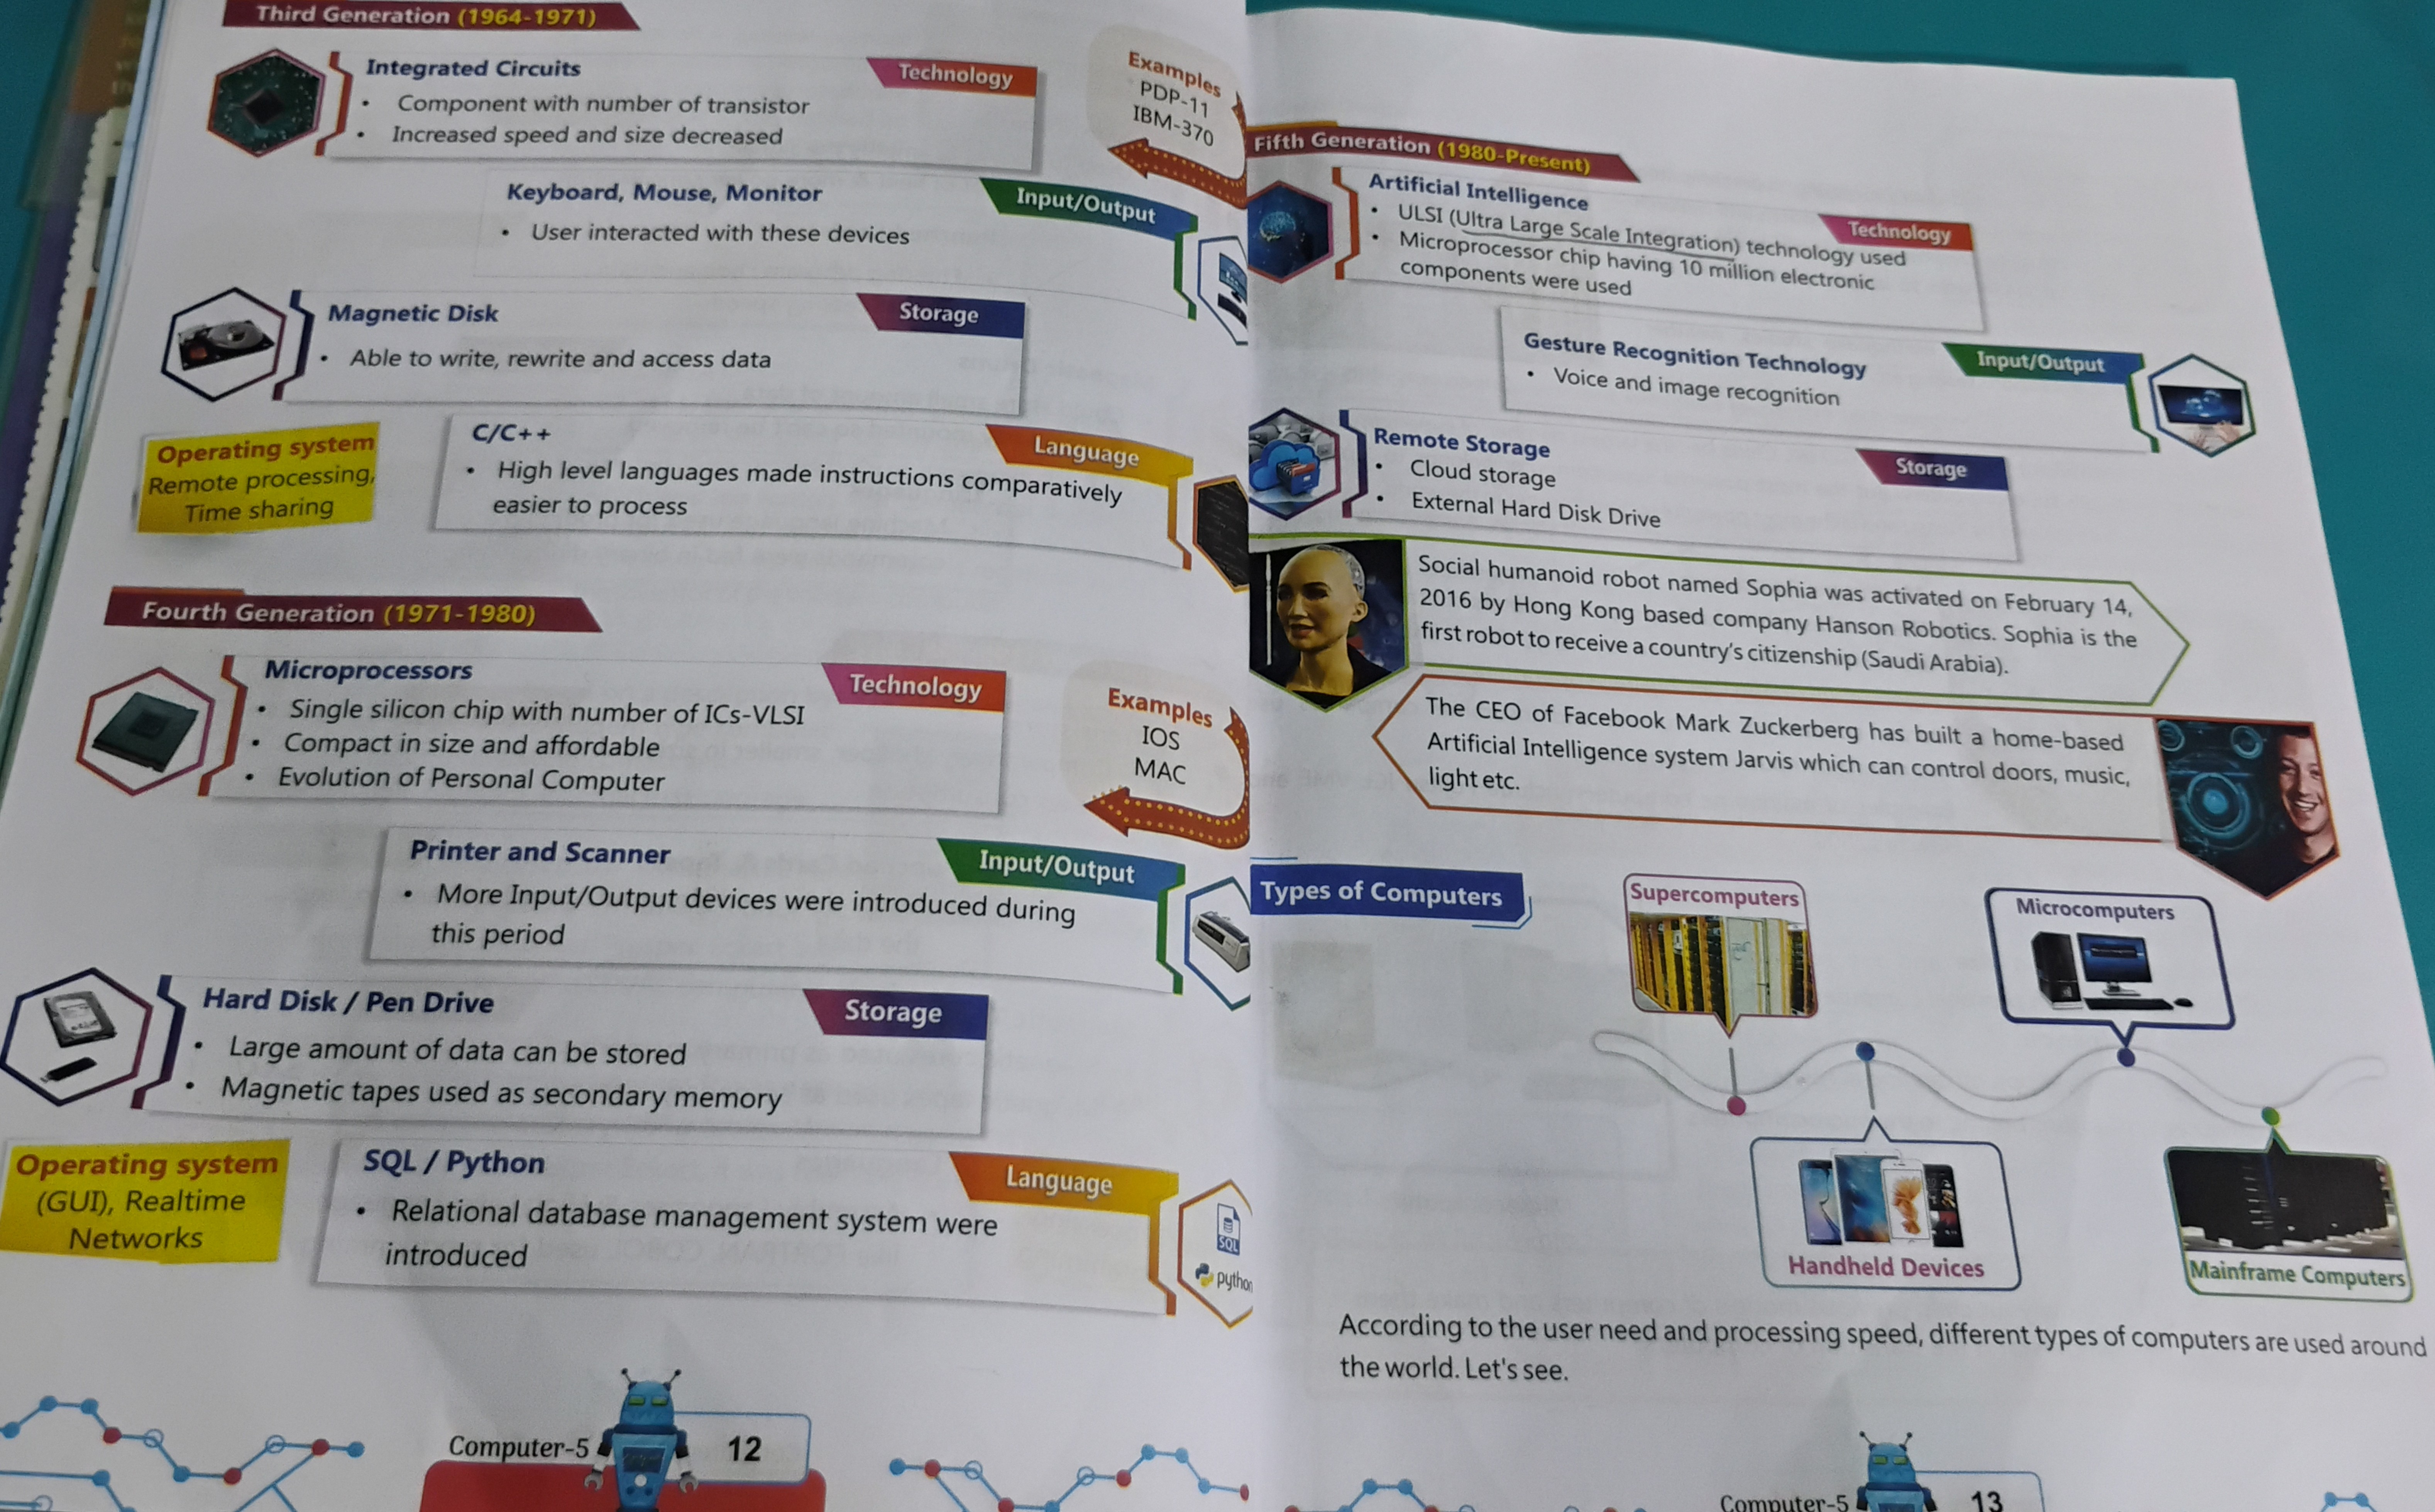 Third Generation (1964-1971)
Integrated Circuits
Technology
• Component with number of transistor
• Increased speed and size decreased
Examples
PDP-11
IBM-370
Keyboard, Mouse, Monitor
Input/Output
• User interacted with these devices
Magnetic Disk
Storage
• Able to write, rewrite and access data
Operating system
Remote processing,
Time sharing
C/C++
Language
• High level languages made instructions comparatively
easier to process
Fourth Generation (1971-1980)
Microprocessors
Technology
• Single silicon chip with number of ICs-VLSI
• Compact in size and affordable
• Evolution of Personal Computer
Examples
IOS
MAC
Printer and Scanner
Input/Output
• More Input/Output devices were introduced during
this period
Hard Disk / Pen Drive
Storage
• Large amount of data can be stored
• Magnetic tapes used as secondary memory
Operating system
(GUI), Realtime
Networks
SQL / Python
Language
• Relational database management system were
introduced
SQL
python
Computer-5
12
Fifth Generation (1980-Present)
Artificial Intelligence
Technology
• ULSI (Ultra Large Scale Integration) technology used
• Microprocessor chip having 10 million electronic
components were used
Gesture Recognition Technology
Input/Output
• Voice and image recognition
Remote Storage
Storage
• Cloud storage
• External Hard Disk Drive
Social humanoid robot named Sophia was activated on February 14,
2016 by Hong Kong based company Hanson Robotics. Sophia is the
first robot to receive a country's citizenship (Saudi Arabia).
The CEO of Facebook Mark Zuckerberg has built a home-based
Artificial Intelligence system Jarvis which can control doors, music,
light etc.
Types of Computers
Supercomputers
Microcomputers
Handheld Devices
Mainframe Computers
According to the user need and processing speed, different types of computers are used around
the world. Let's see.
Computer-5
13